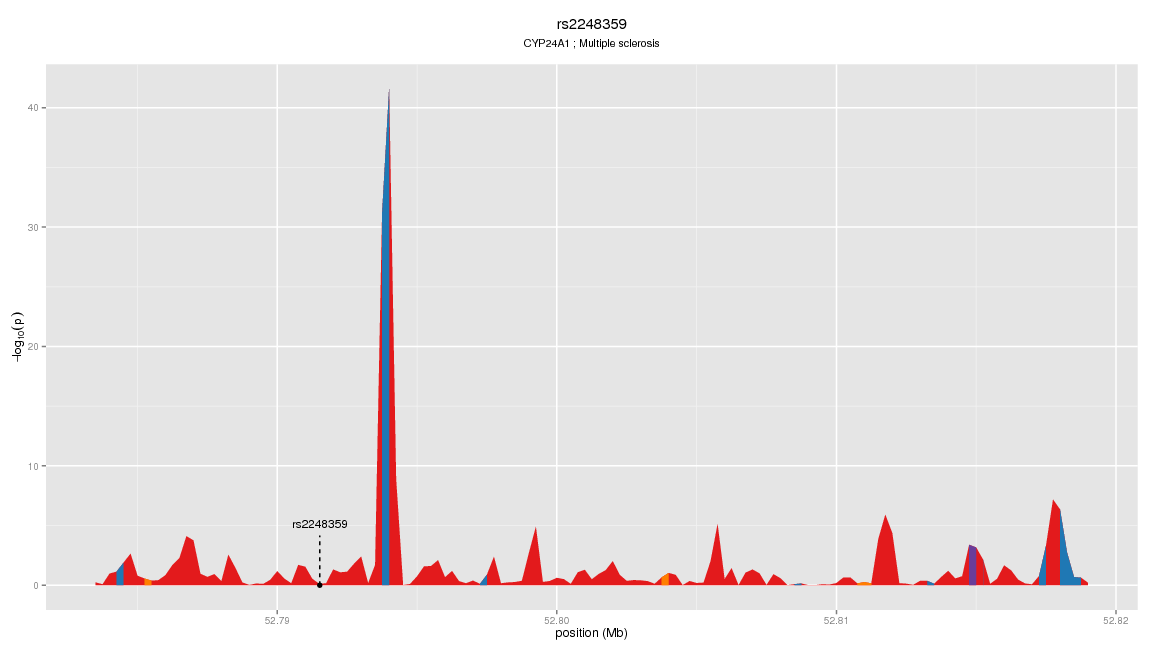 rs2248359
CYP24A1 ; Multiple sclerosis
40
30
20
10
0
−log10(p)
rs2248359
52.79
52.80
52.81
52.82
position (Mb)